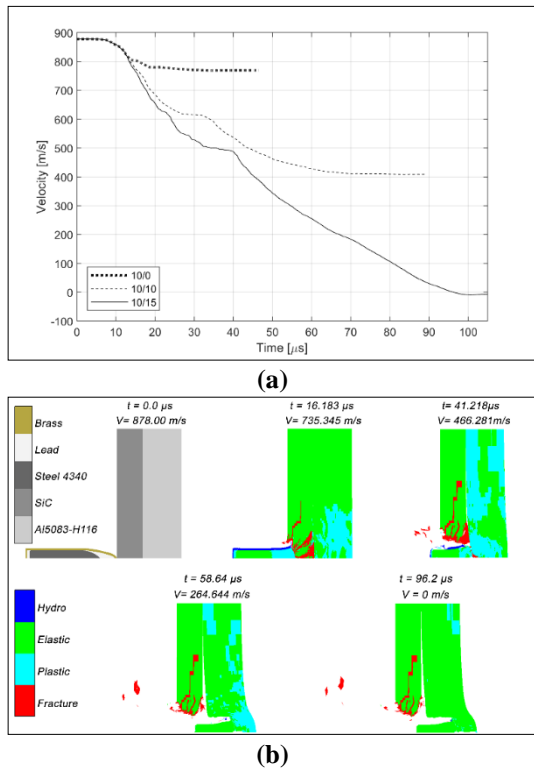 900
800
700
600
500
400
300
200
100
0
-100
Velocity [m/s]
10/0
10/10
10/15
0 10 20 30 40 50 60 70 80 90 100
Time [μs]
(a)
Brass
Lead
Steel 4340
SiC
Al5083-H116
t = 0.0 μs
V= 878.00 m/s
t = 16.183 μs
V= 735.345 m/s
t = 41.218μs
V= 466.281m/s
Hydro
Elastic
Plastic
Fracture
t= 58.64 μs
V= 264.644 m/s
t = 96.2 μs
V = 0 m/s
(b)